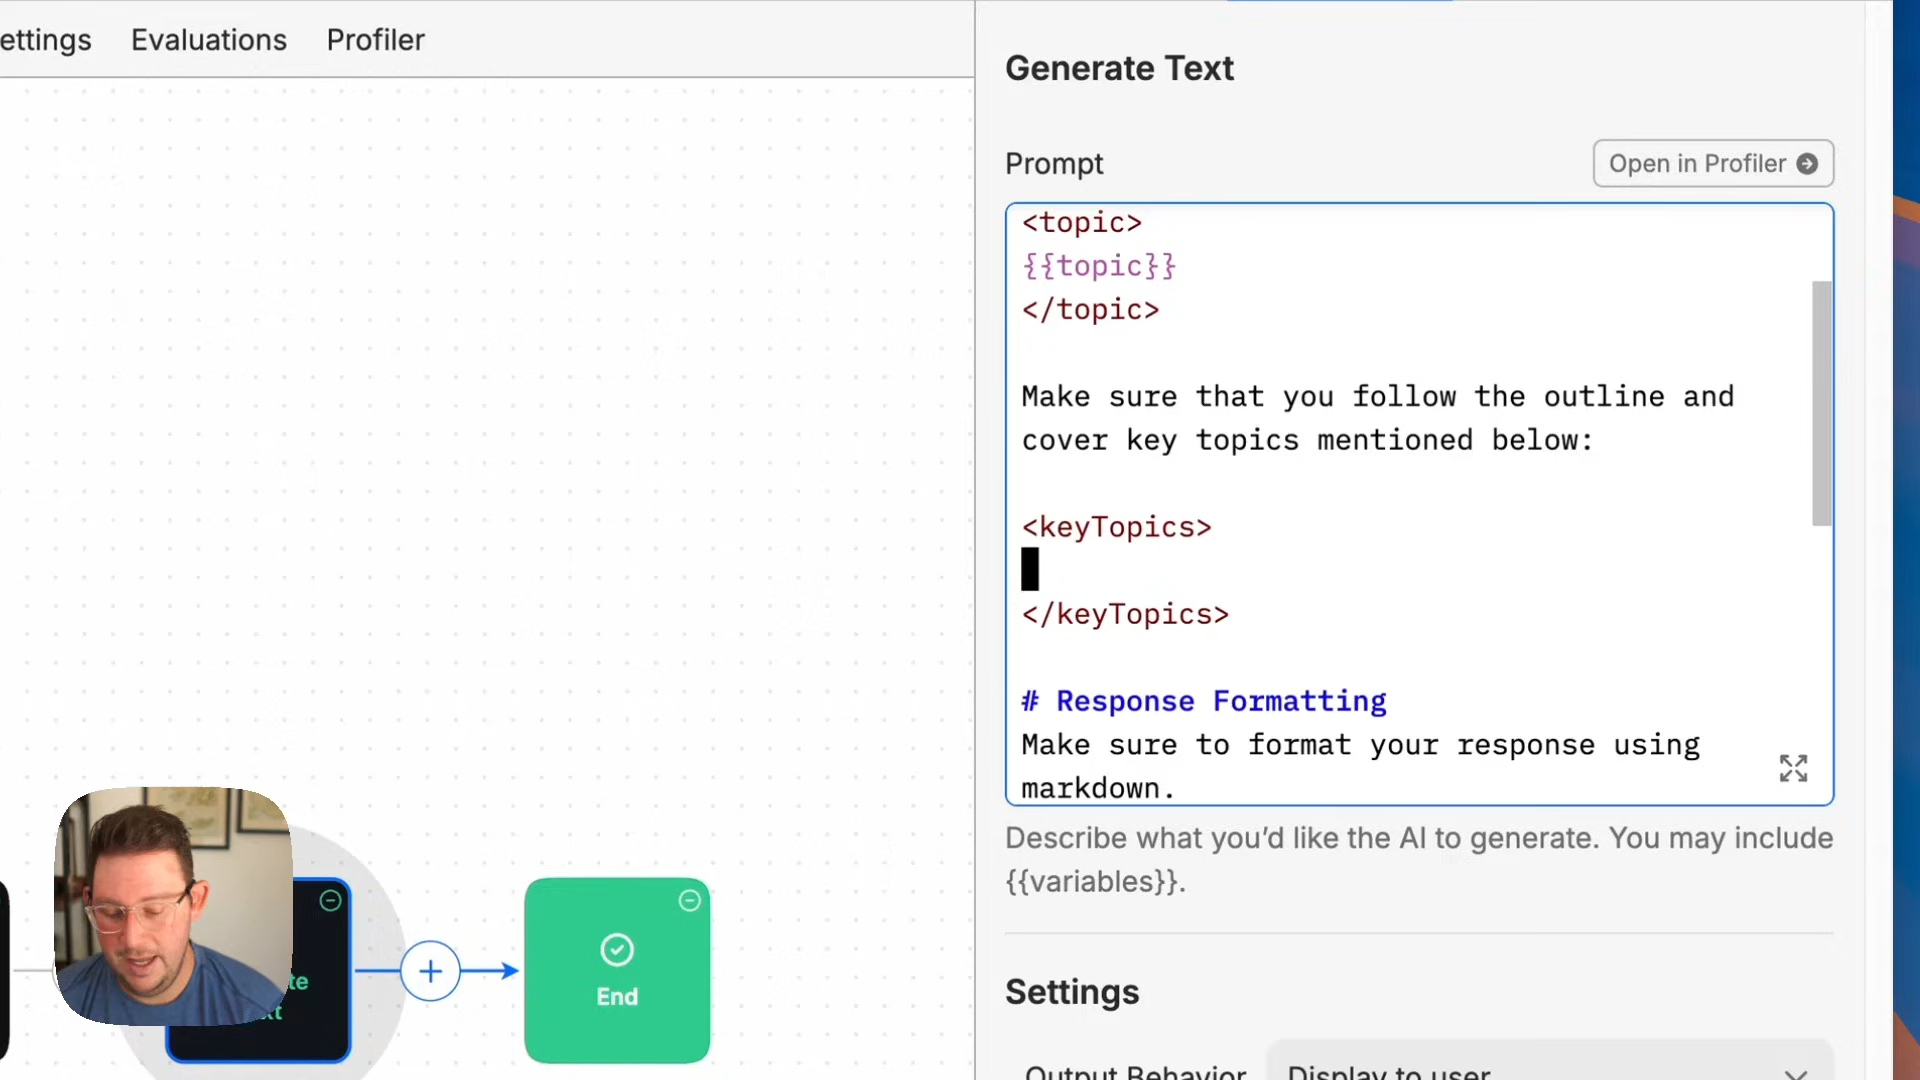 ettings Evaluations Profiler
Generate Text
Prompt
Open in Profiler
<topic>
{{topic}}
</topic>
Make sure that you follow the outline and
cover key topics mentioned below:
<keyTopics>
</keyTopics>
# Response Formatting
Make sure to format your response using
markdown.
Describe what you’d like the AI to generate. You may include
{{variables}}.
Settings
Output Behavior Display to user
te
xt
End